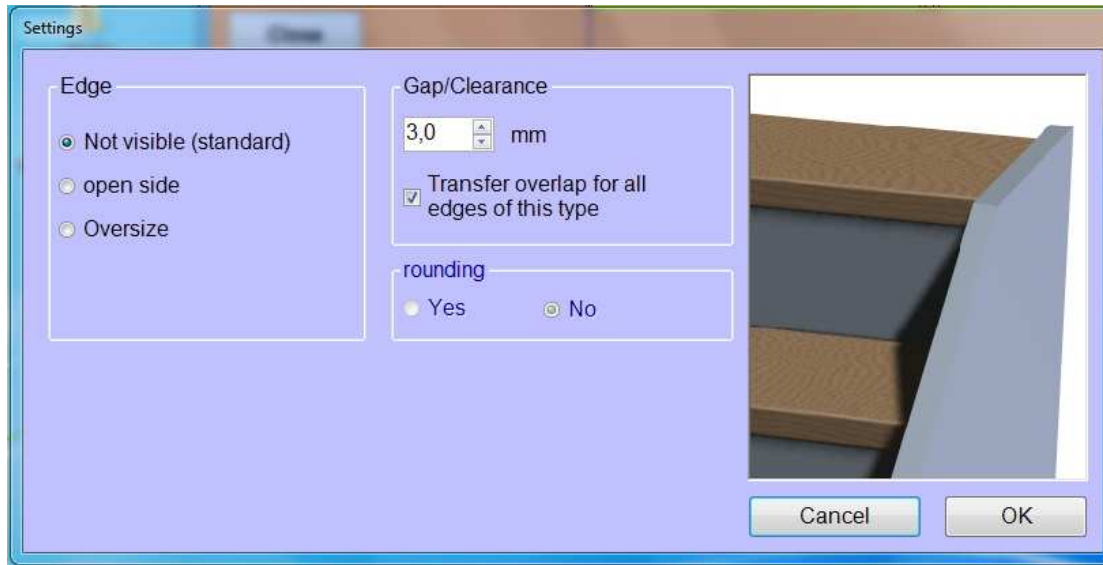 Settings
Close
Edge
Not visible (standard)
open side
Oversize
Gap/Clearance
3,0 mm
Transfer overlap for all
edges of this type
rounding
Yes No
Cancel OK